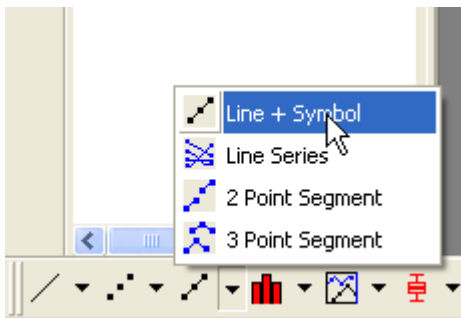 Line + Symbol
Line Series
2 Point Segment
3 Point Segment